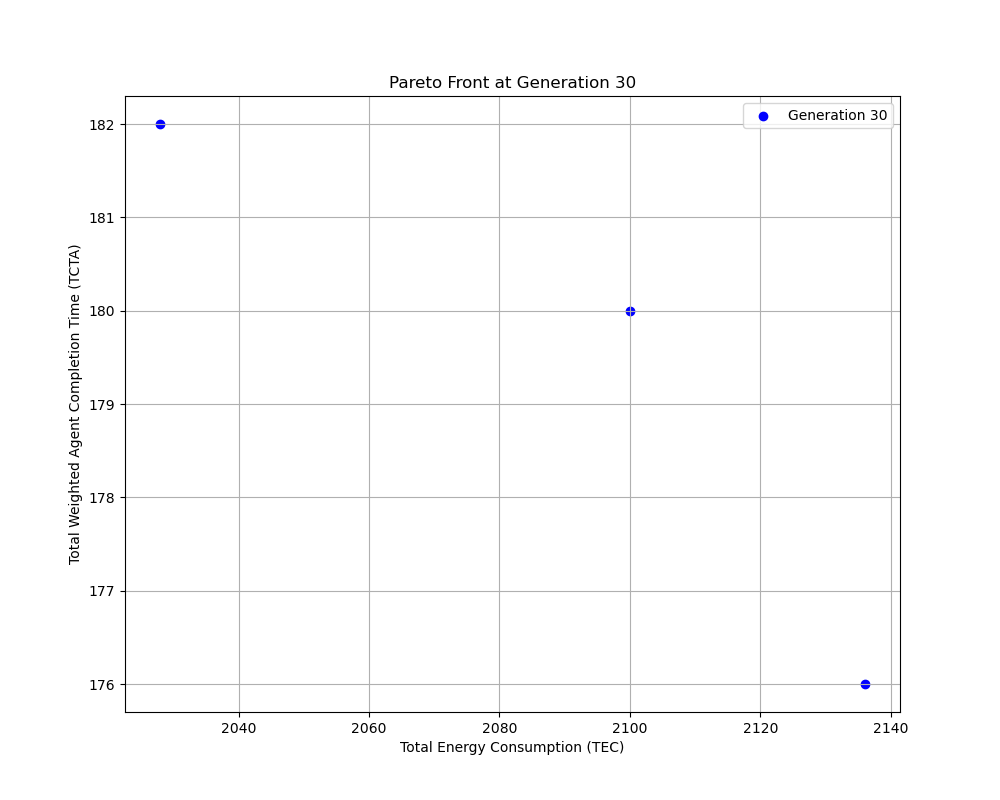 Pareto Front at Generation 30
Generation 30
182
181
180
179
178
177
176
Total Weighted Agent Completion Time (TCTA)
2040 2060 2080 2100 2120 2140
Total Energy Consumption (TEC)